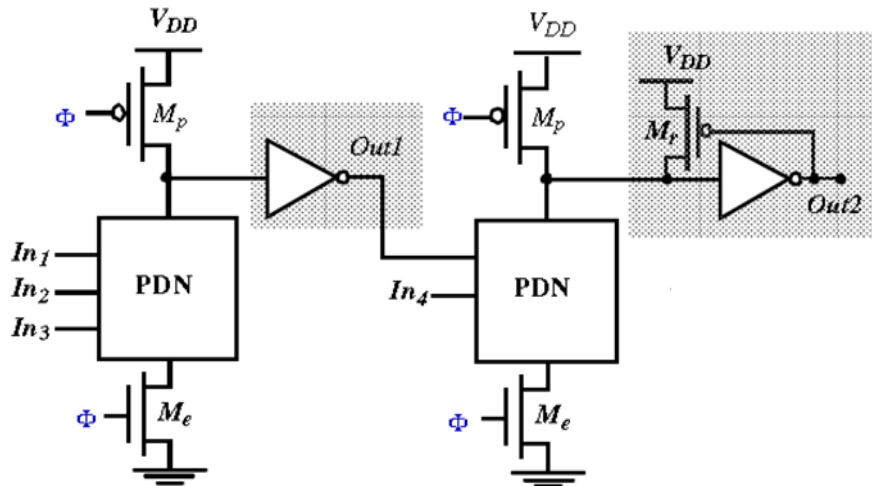 VDD
VDD
VDD
Φ
Mp
Out1
Φ
Mp
Mr
Out2
In1
In2
In3
PDN
In4
PDN
Φ
Me
Φ
Me